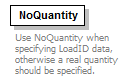 NoQuantity
Use NoQuantity when
specifying LoadID data,
otherwise a real quantity
should be specified.